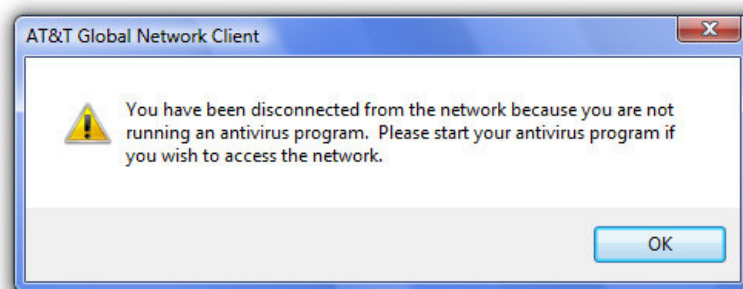 AT&T Global Network Client
You have been disconnected from the network because you are not
running an antivirus program.  Please start your antivirus program if
you wish to access the network.
OK